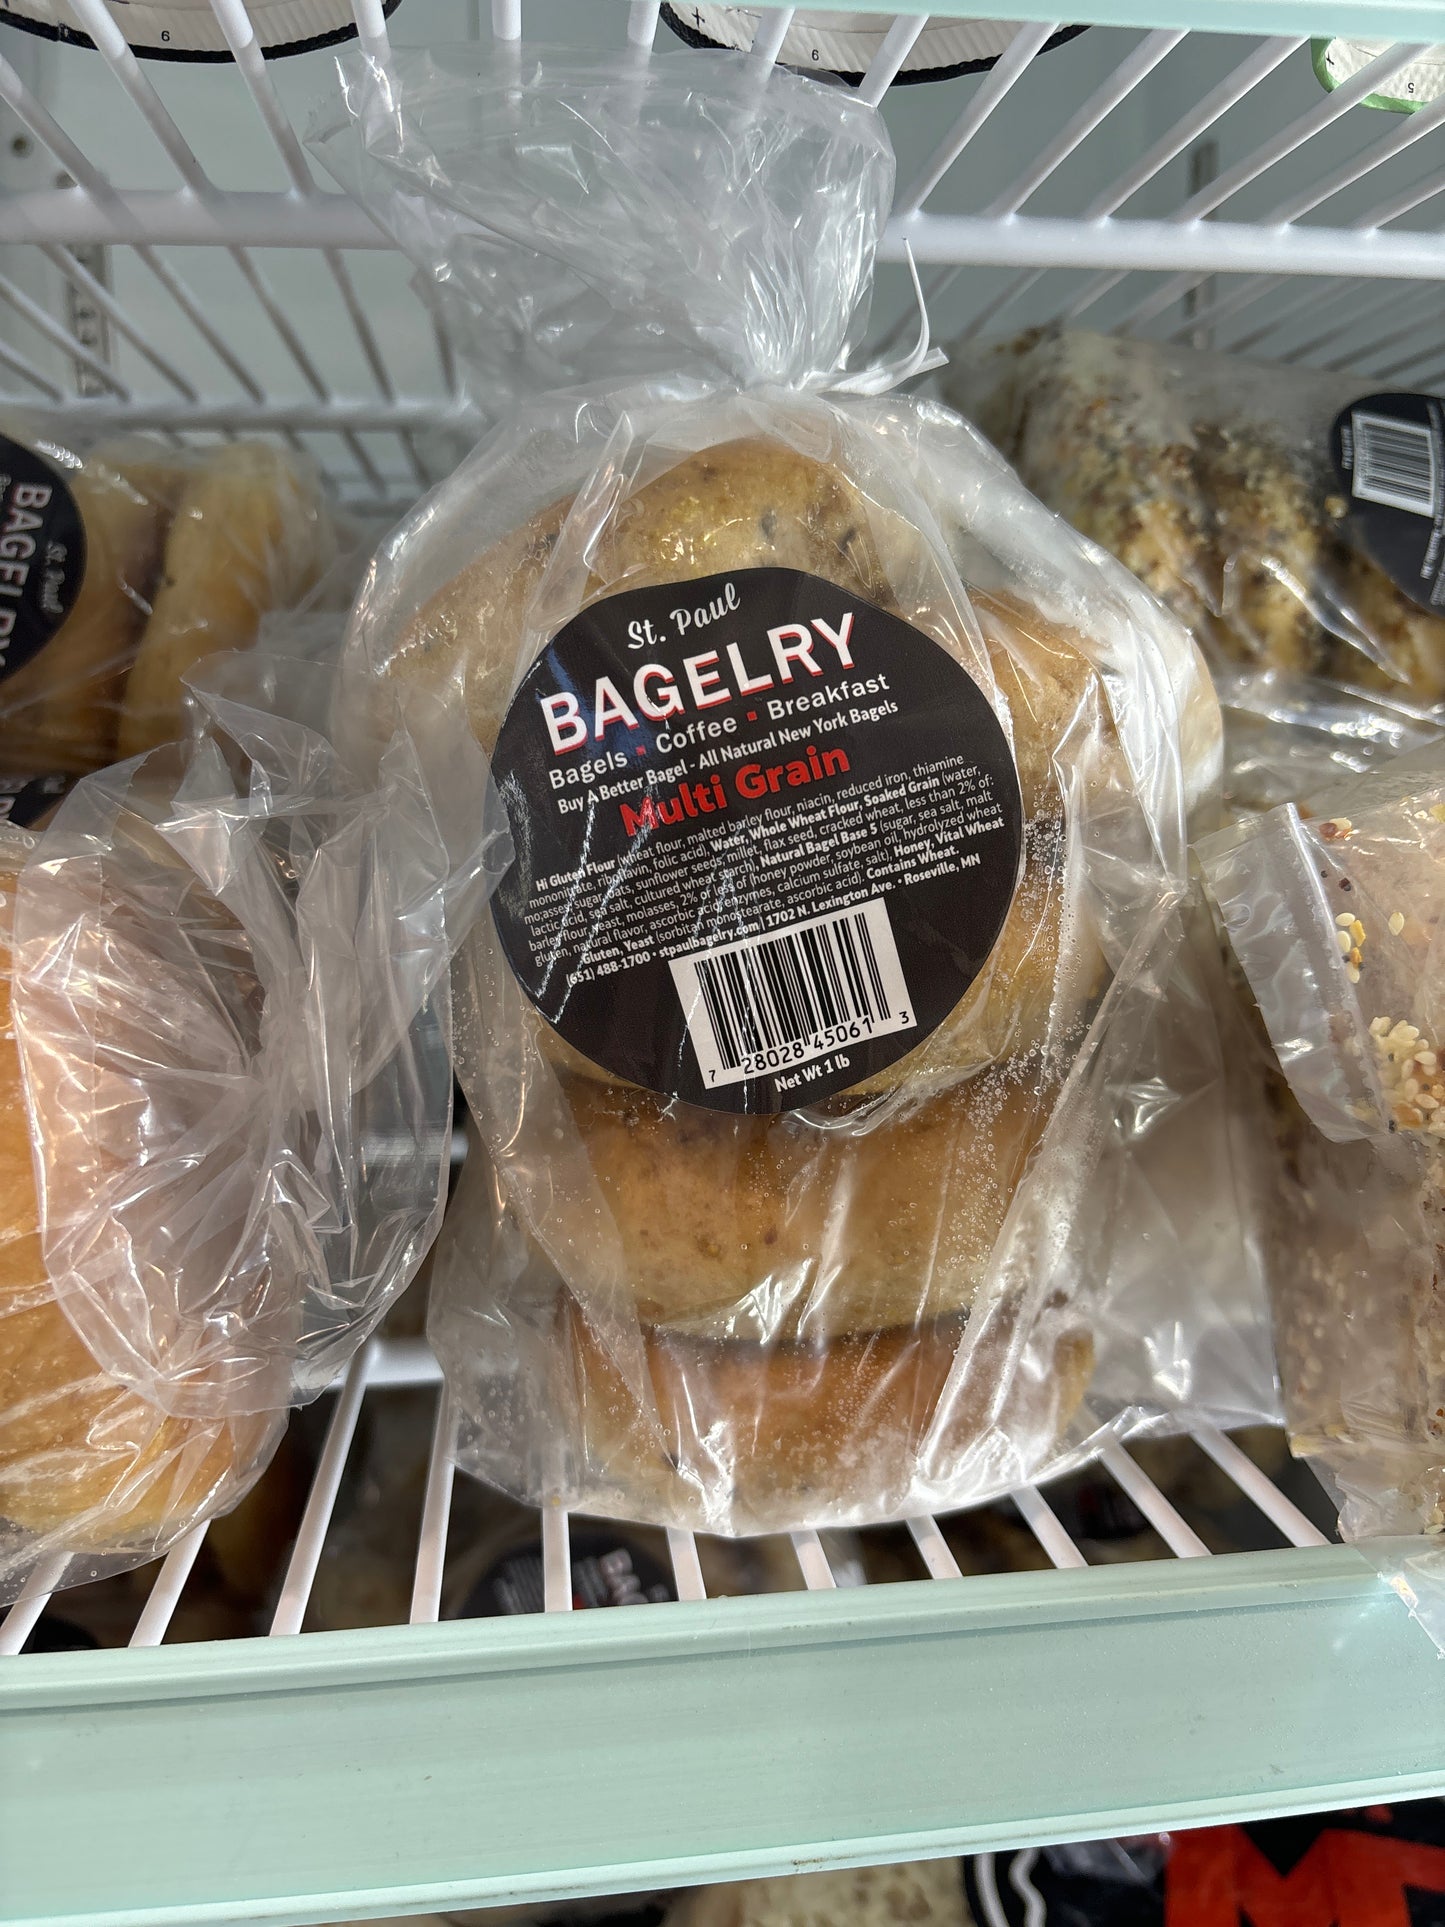 St. Paul
BAGELRY
Bagels ▪ Coffee ▪ Breakfast
Buy A Better Bagel - All Natural New York Bagels
Multi Grain
Hi Gluten Flour (wheat flour, malted barley flour, niacin, reduced iron, thiamine
mononitrate, riboflavin, folic acid), Water, Whole Wheat Flour, Soaked Grain (water,
molasses, sugar, oats, sunflower seeds, millet, flax seed, cracked wheat, less than 2% of:
lactic acid, sea salt, cultured wheat starch), Natural Bagel Base 5 (sugar, sea salt, malt
barley flour, yeast, molasses, 2% or less of (honey powder, soybean oil, hydrolyzed wheat
gluten, natural flavor, ascorbic acid, enzymes, calcium sulfate, salt), Honey, Vital Wheat
Gluten, Yeast (sorbitan monostearate, ascorbic acid). Contains Wheat.
(651) 488-1700 • stpaulbagelry.com | 1702 N. Lexington Ave. • Roseville, MN
7 28028 45061 3
Net Wt 1 lb
St. Paul
BAGELRY
6
6
5